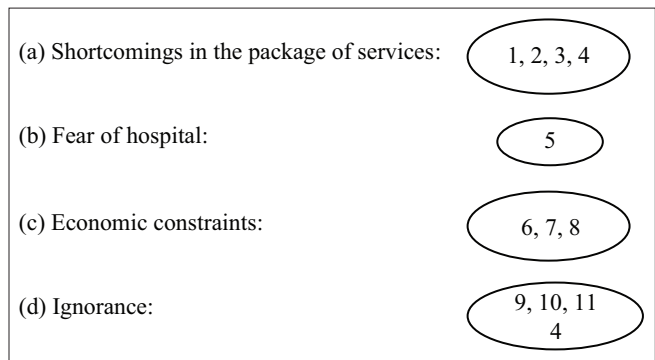 (a) Shortcomings in the package of services: 1, 2, 3, 4
(b) Fear of hospital: 5
(c) Economic constraints: 6, 7, 8
(d) Ignorance: 9, 10, 11
4